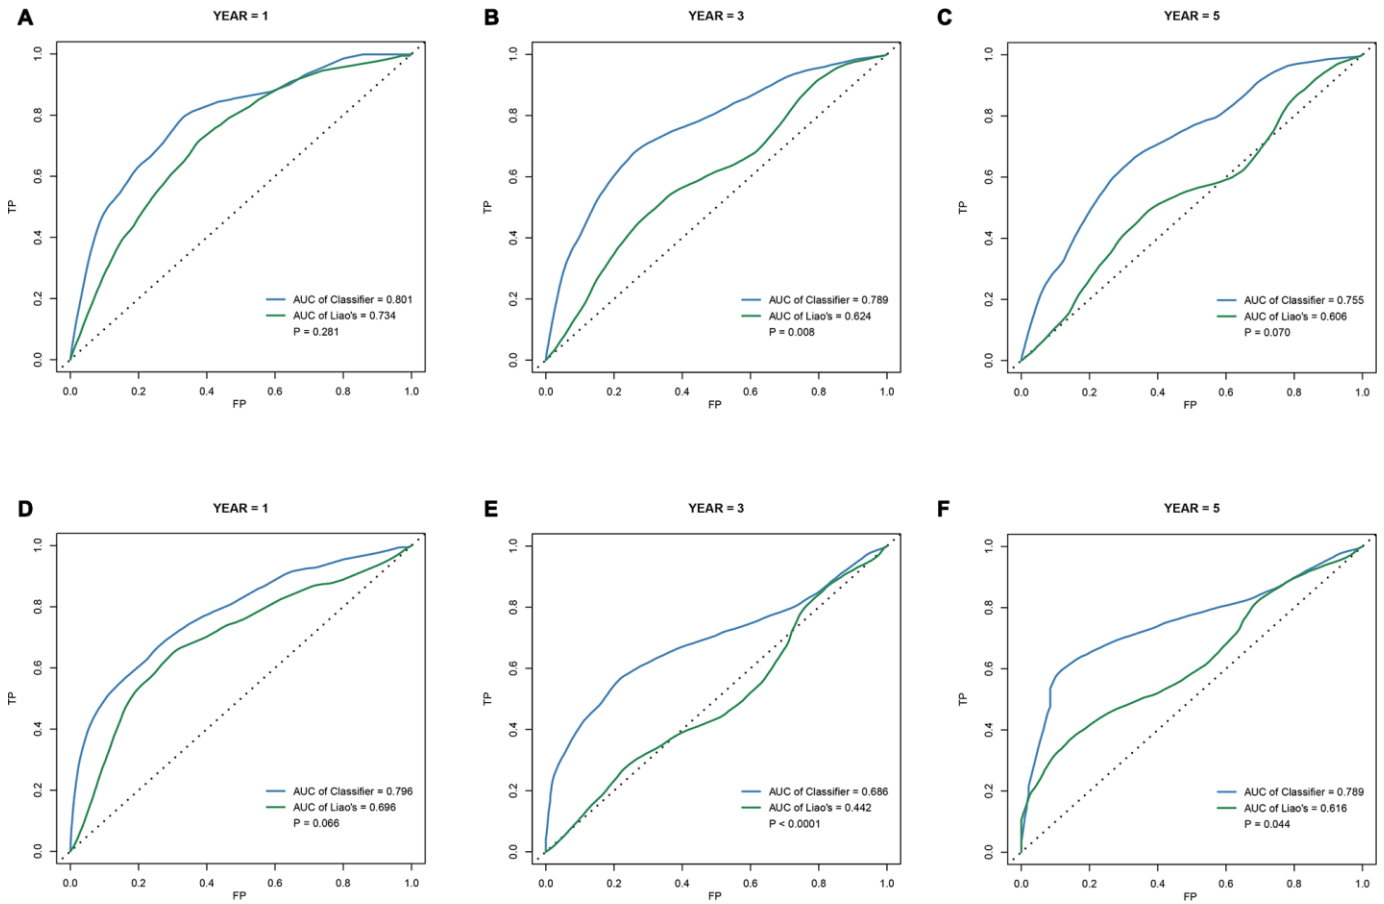 A
YEAR = 1
TP
1.0
0.8
0.6
0.4
0.2
0.0
AUC of Classifier = 0.801
AUC of Liao's = 0.734
P = 0.281
0.0 0.2 0.4 0.6 0.8 1.0
FP
B
YEAR = 3
TP
1.0
0.8
0.6
0.4
0.2
0.0
AUC of Classifier = 0.789
AUC of Liao's = 0.624
P = 0.008
0.0 0.2 0.4 0.6 0.8 1.0
FP
C
YEAR = 5
TP
1.0
0.8
0.6
0.4
0.2
0.0
AUC of Classifier = 0.755
AUC of Liao's = 0.606
P = 0.070
0.0 0.2 0.4 0.6 0.8 1.0
FP
D
YEAR = 1
TP
1.0
0.8
0.6
0.4
0.2
0.0
AUC of Classifier = 0.796
AUC of Liao's = 0.696
P = 0.066
0.0 0.2 0.4 0.6 0.8 1.0
FP
E
YEAR = 3
TP
1.0
0.8
0.6
0.4
0.2
0.0
AUC of Classifier = 0.686
AUC of Liao's = 0.442
P < 0.0001
0.0 0.2 0.4 0.6 0.8 1.0
FP
F
YEAR = 5
TP
1.0
0.8
0.6
0.4
0.2
0.0
AUC of Classifier = 0.789
AUC of Liao's = 0.616
P = 0.044
0.0 0.2 0.4 0.6 0.8 1.0
FP